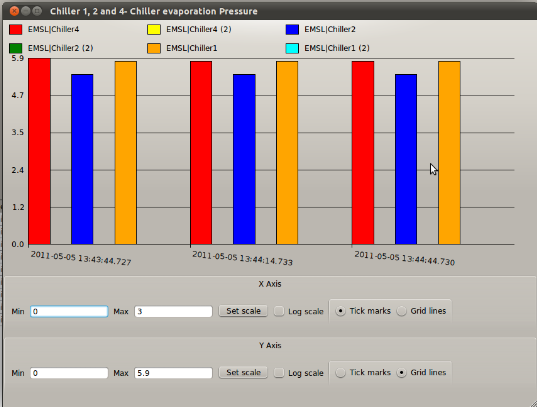 Chiller 1, 2 and 4- Chiller evaporation Pressure
EMSL|Chiller4 EMSL|Chiller4 (2) EMSL|Chiller2
EMSL|Chiller2 (2) EMSL|Chiller1 EMSL|Chiller1 (2)
5.9
4.7
3.5
2.4
1.2
0.0
2011-05-05 13:43:44.727 2011-05-05 13:44:14.733 2011-05-05 13:44:44.730
X Axis
Min 0 Max 3 Set scale Log scale Tick marks Grid lines
Y Axis
Min 0 Max 5.9 Set scale Log scale Tick marks Grid lines